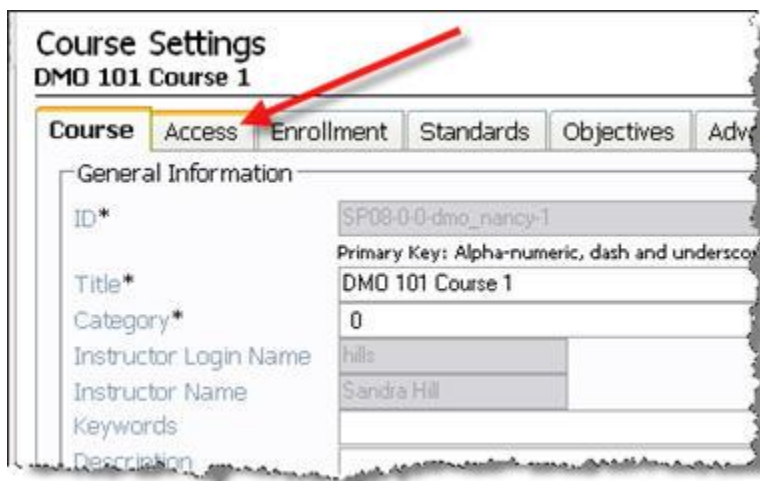 Course Settings
DMO 101 Course 1
Course Access Enrollment Standards Objectives
General Information
ID* SP08-0-0-dmo_nancy-1
Primary Key: Alpha-numeric, dash and
Title* DMO 101 Course 1
Category* 0
Instructor Login Name hills
Instructor Name Sandra Hill
Keywords
Description